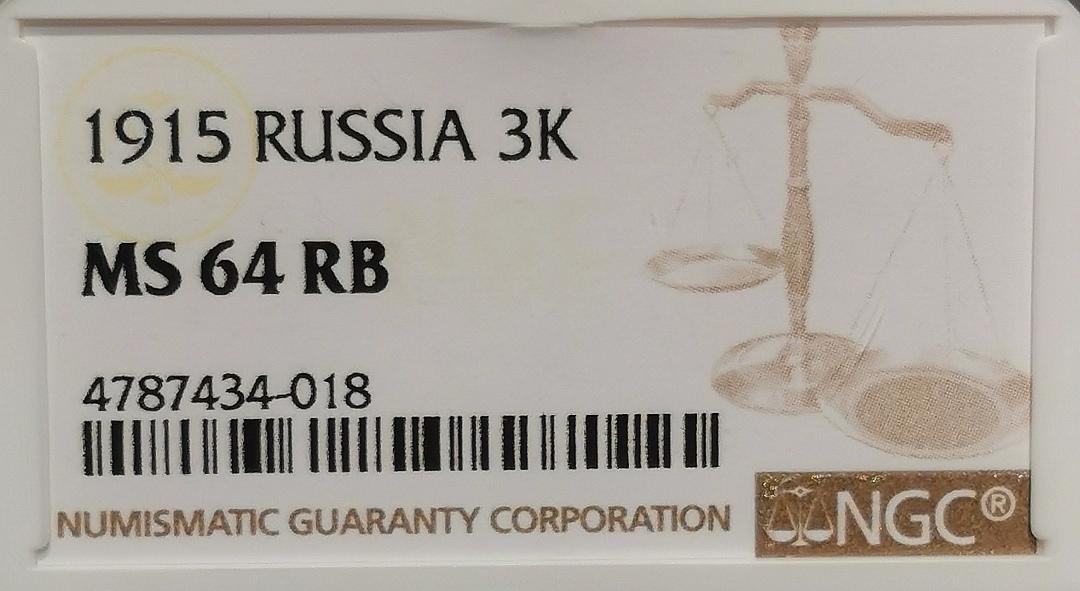 1915 RUSSIA 3K
MS 64 RB
4787434-018
NUMISMATIC GUARANTY CORPORATION
NGC®